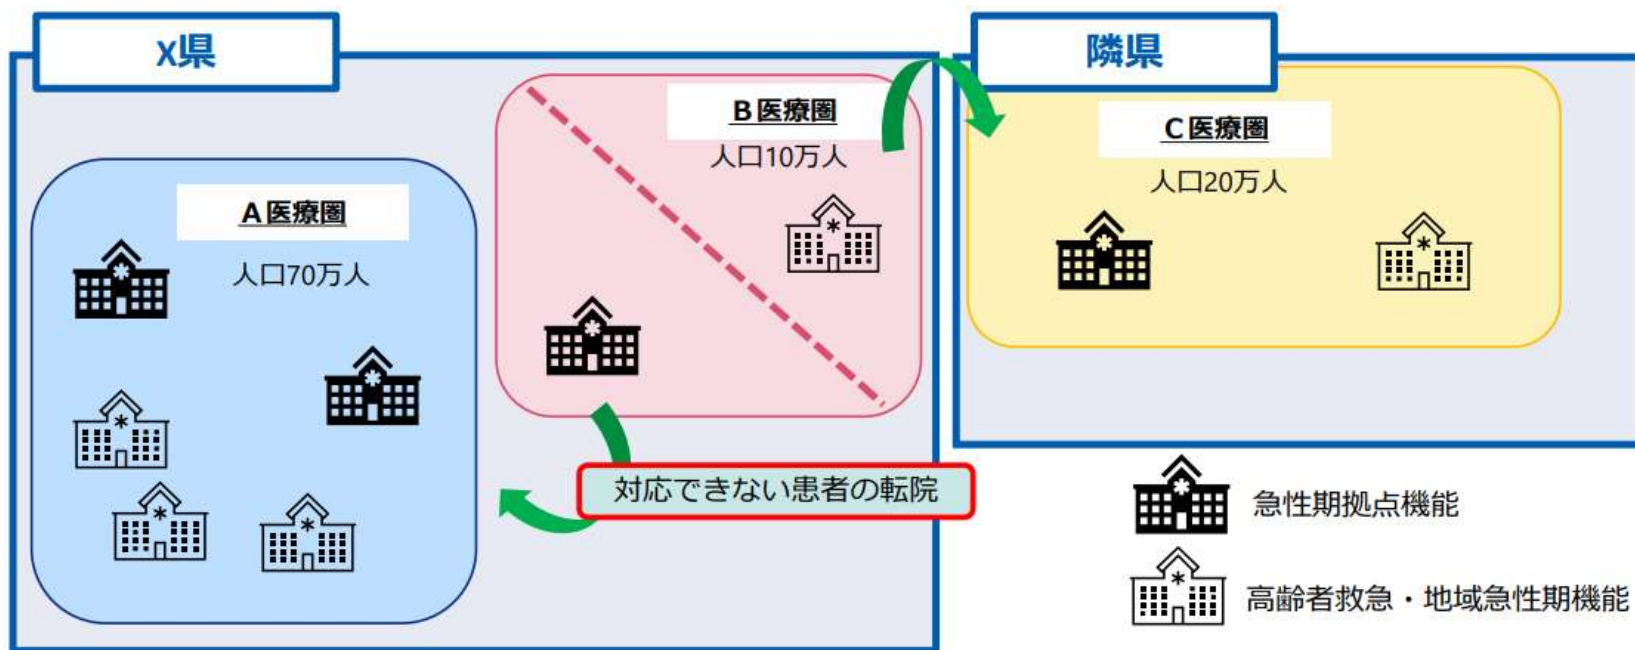 X県
隣県
B医療圏
人口10万人
C医療圏
人口20万人
A医療圏
人口70万人
対応できない患者の転院
急性期拠点機能
高齢者救急・地域急性期機能